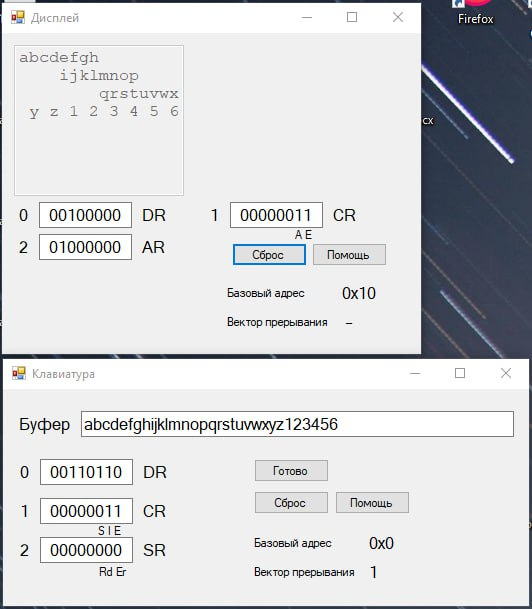 Дисплей
Firefox
abcdefgh
ijklmnop
qrstuvwx
y z 1 2 3 4 5 6
0 00100000 DR 1 00000011 CR
A E
2 01000000 AR Сброс Помощь
Базовый адрес 0x10
Вектор прерывания --
Клавиатура
Буфер abcdefghijklmnopqrstuvwxyz123456
0 00110110 DR Готово
1 00000011 CR Сброс Помощь
S I E
2 00000000 SR Базовый адрес 0x0
Rd Er Вектор прерывания 1